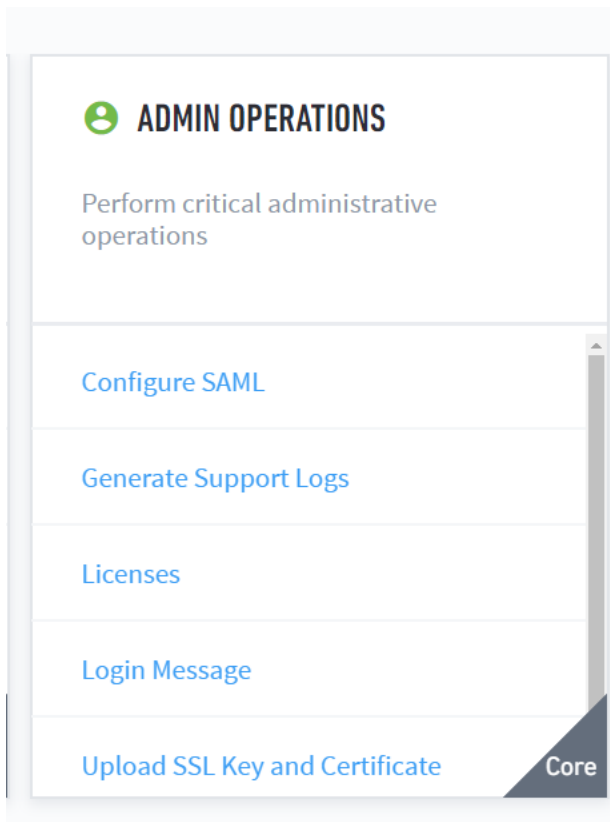 ADMIN OPERATIONS
Perform critical administrative
operations
Configure SAML
Generate Support Logs
Licenses
Login Message
Upload SSL Key and Certificate
Core